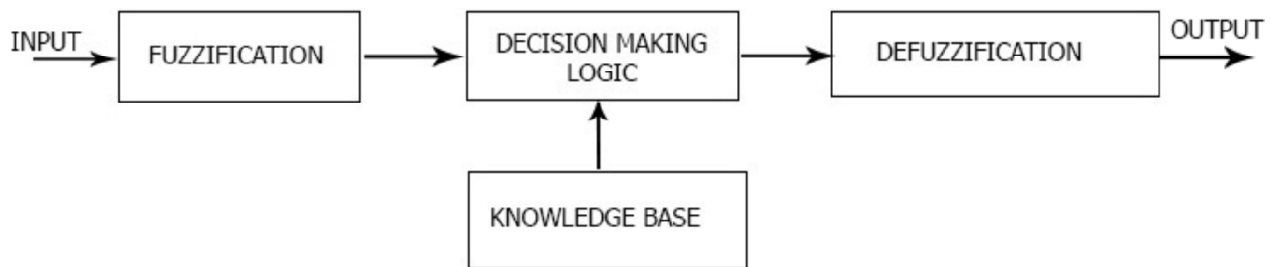 INPUT
FUZZIFICATION
DECISION MAKING
LOGIC
DEFUZZIFICATION
OUTPUT
KNOWLEDGE BASE